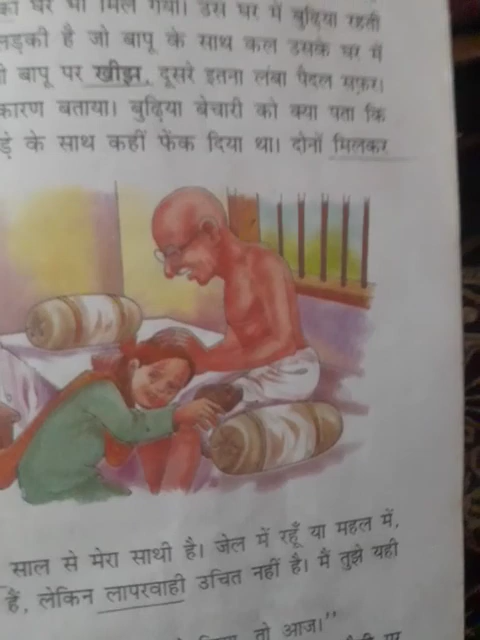 घर भी मिल गया। उस घर में बुढ़िया रहती
लड़की है जो बापू के साथ कल उसके घर में
बापू पर खीझ, दूसरे इतना लंबा पैदल सफ़र।
कारण बताया। बुढ़िया बेचारी को क्या पता कि
के साथ कहीं फेंक दिया था। दोनों मिलकर
साल से मेरा साथी है। जेल में रहूँ या महल में,
है, लेकिन लापरवाही उचित नहीं है। मैं तुझे यही
तो आज।"